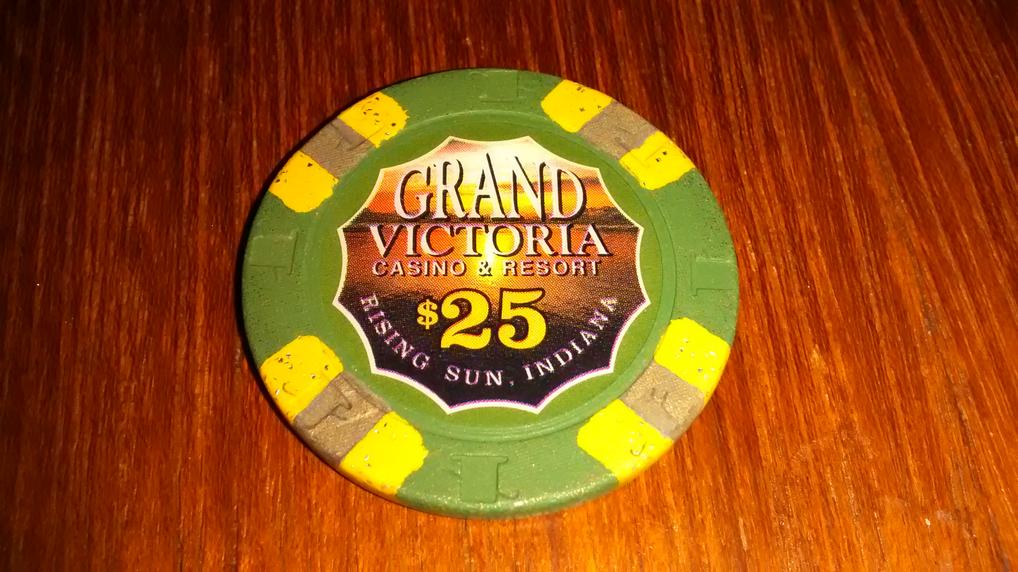 GRAND
VICTORIA
CASINO & RESORT
$25
RISING SUN, INDIANA